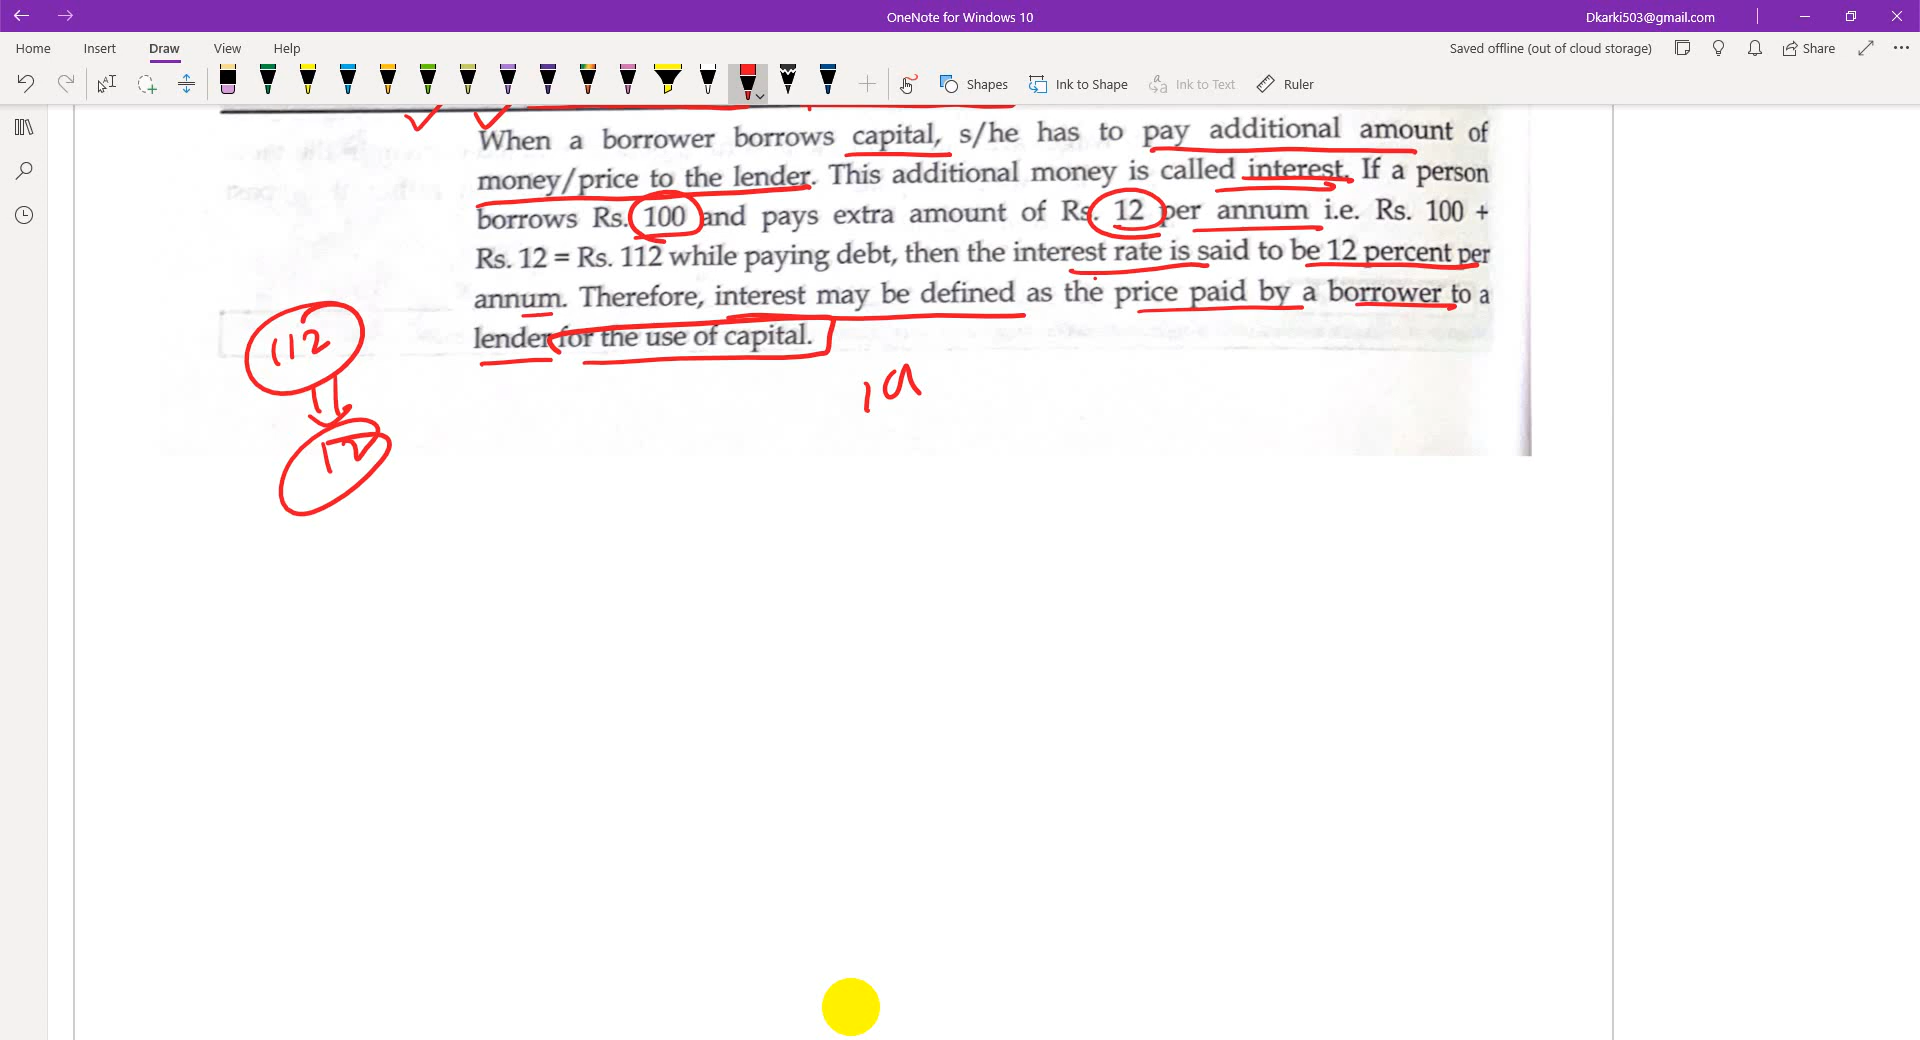 OneNote for Windows 10
Dkarki503@gmail.com
Home Insert Draw View Help
Saved offline (out of cloud storage)
Share
Shapes
Ink to Shape
Ink to Text
Ruler
When a borrower borrows capital, s/he has to pay additional amount of
money/price to the lender. This additional money is called interest. If a person
borrows Rs. 100 and pays extra amount of Rs. 12 per annum i.e. Rs. 100 +
Rs. 12 = Rs. 112 while paying debt, then the interest rate is said to be 12 percent per
annum. Therefore, interest may be defined as the price paid by a borrower to a
lender for the use of capital.
112
12